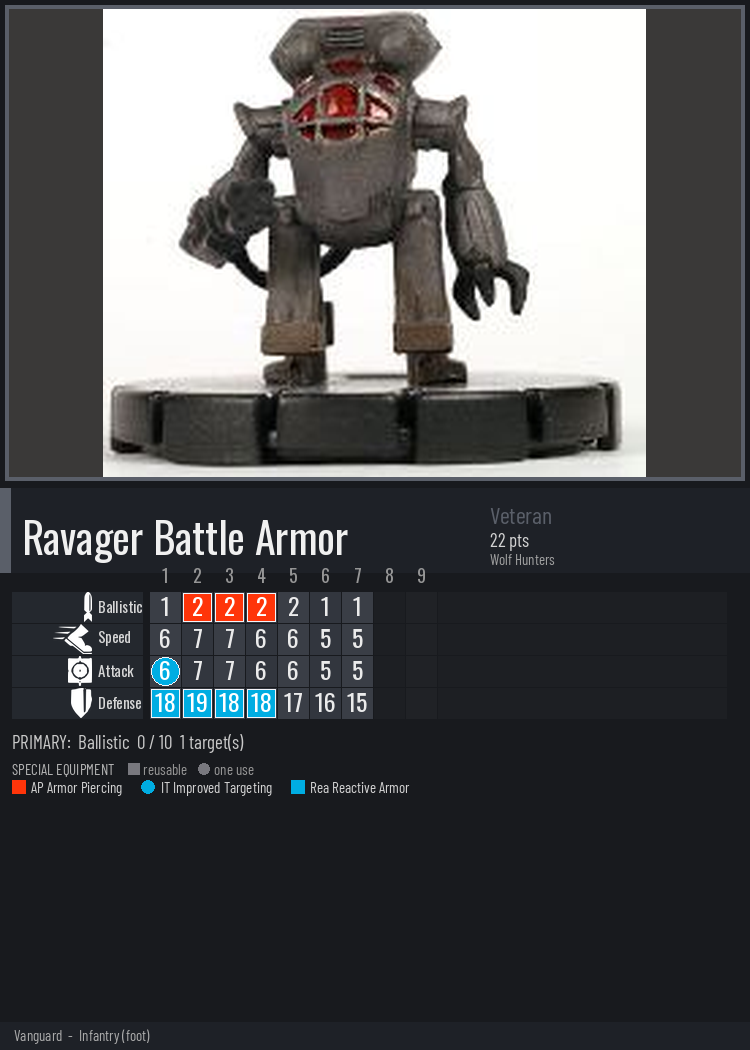 Ravager Battle Armor
Veteran
22 pts
Wolf Hunters
1 2 3 4 5 6 7 8 9
Ballistic 1 2 2 2 2 1 1
Speed 6 7 7 6 6 5 5
Attack 6 7 7 6 6 5 5
Defense 18 19 18 18 17 16 15
PRIMARY: Ballistic 0 / 10 1 target(s)
SPECIAL EQUIPMENT reusable one use
AP Armor Piercing IT Improved Targeting Rea Reactive Armor
Vanguard - Infantry (foot)